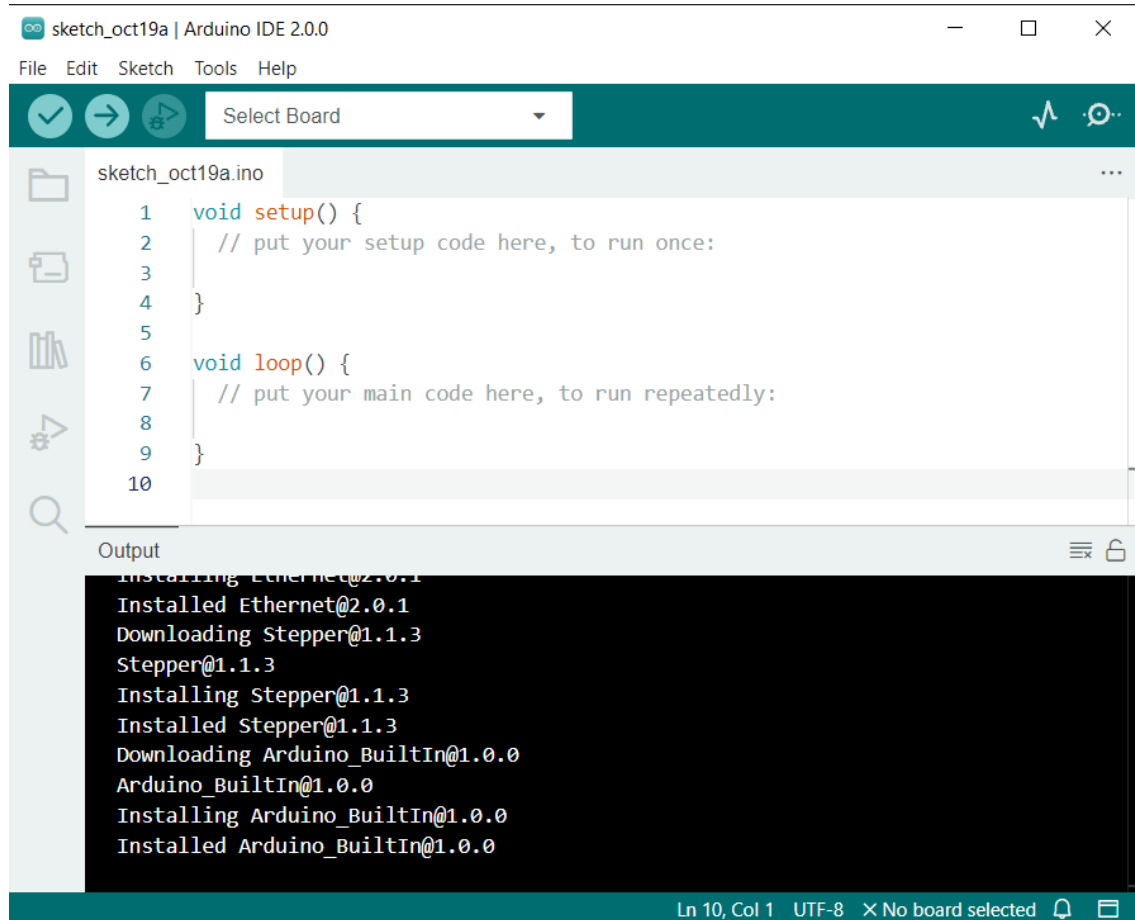 sketch_oct19a | Arduino IDE 2.0.0
File Edit Sketch Tools Help
Select Board
sketch_oct19a.ino
1 void setup() {
2 // put your setup code here, to run once:
3
4 }
5
6 void loop() {
7 // put your main code here, to run repeatedly:
8
9 }
10
Output
Installing Ethernet@2.0.1
Installed Ethernet@2.0.1
Downloading Stepper@1.1.3
Stepper@1.1.3
Installing Stepper@1.1.3
Installed Stepper@1.1.3
Downloading Arduino_BuiltIn@1.0.0
Arduino_BuiltIn@1.0.0
Installing Arduino_BuiltIn@1.0.0
Installed Arduino_BuiltIn@1.0.0
Ln 10, Col 1 UTF-8 No board selected